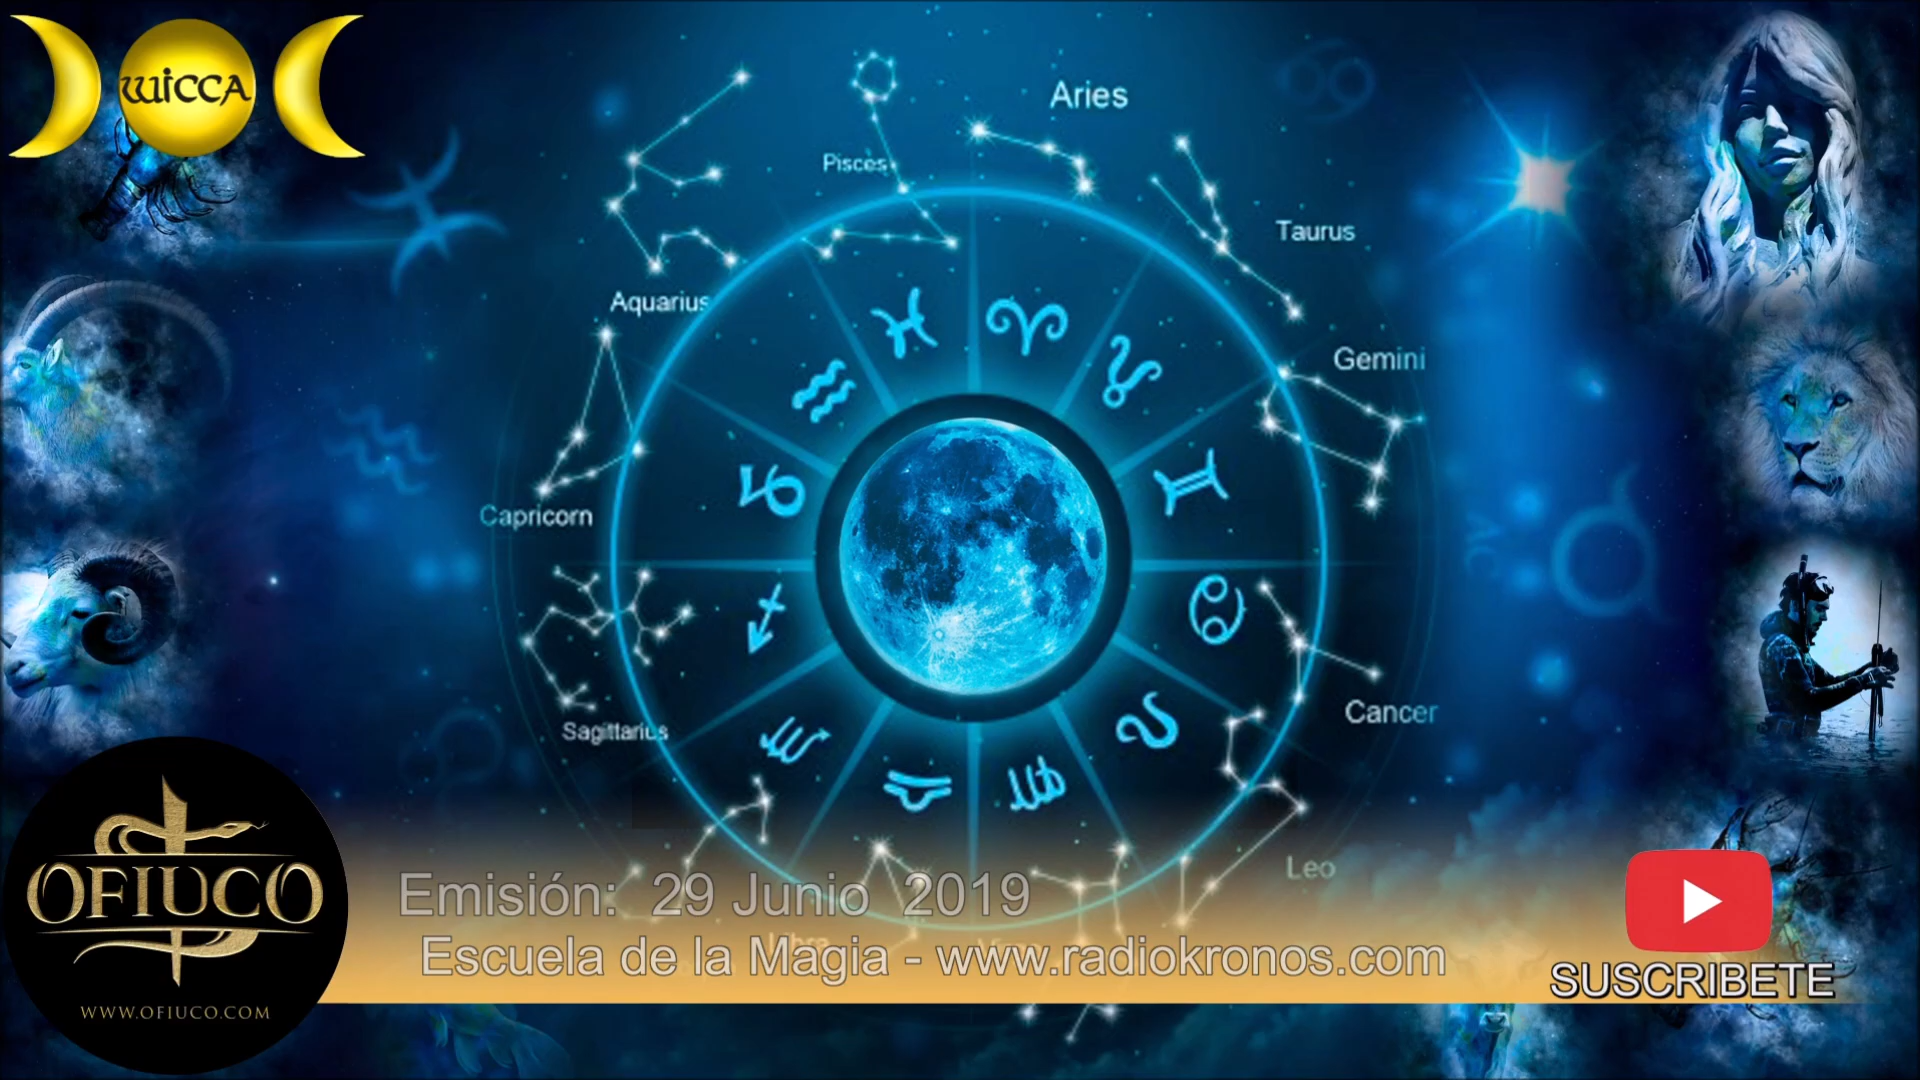 WICCA
Aries
Pisces
Taurus
Aquarius
Gemini
Capricorn
Cancer
Sagittarius
Leo
OFIUCO
WWW.OFIUCO.COM
Emisión: 29 Junio 2019
Libra
Escuela de la Magia - www.radiokronos.com
SUSCRIBETE